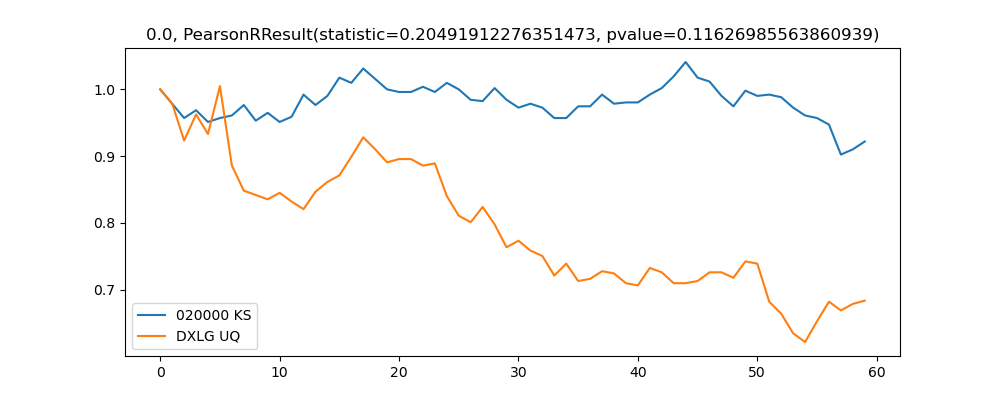 0.0, PearsonRResult(statistic=0.20491912276351473, pvalue=0.11626985563860939)
1.0
0.9
0.8
0.7
020000 KS
DXLG UQ
0 10 20 30 40 50 60